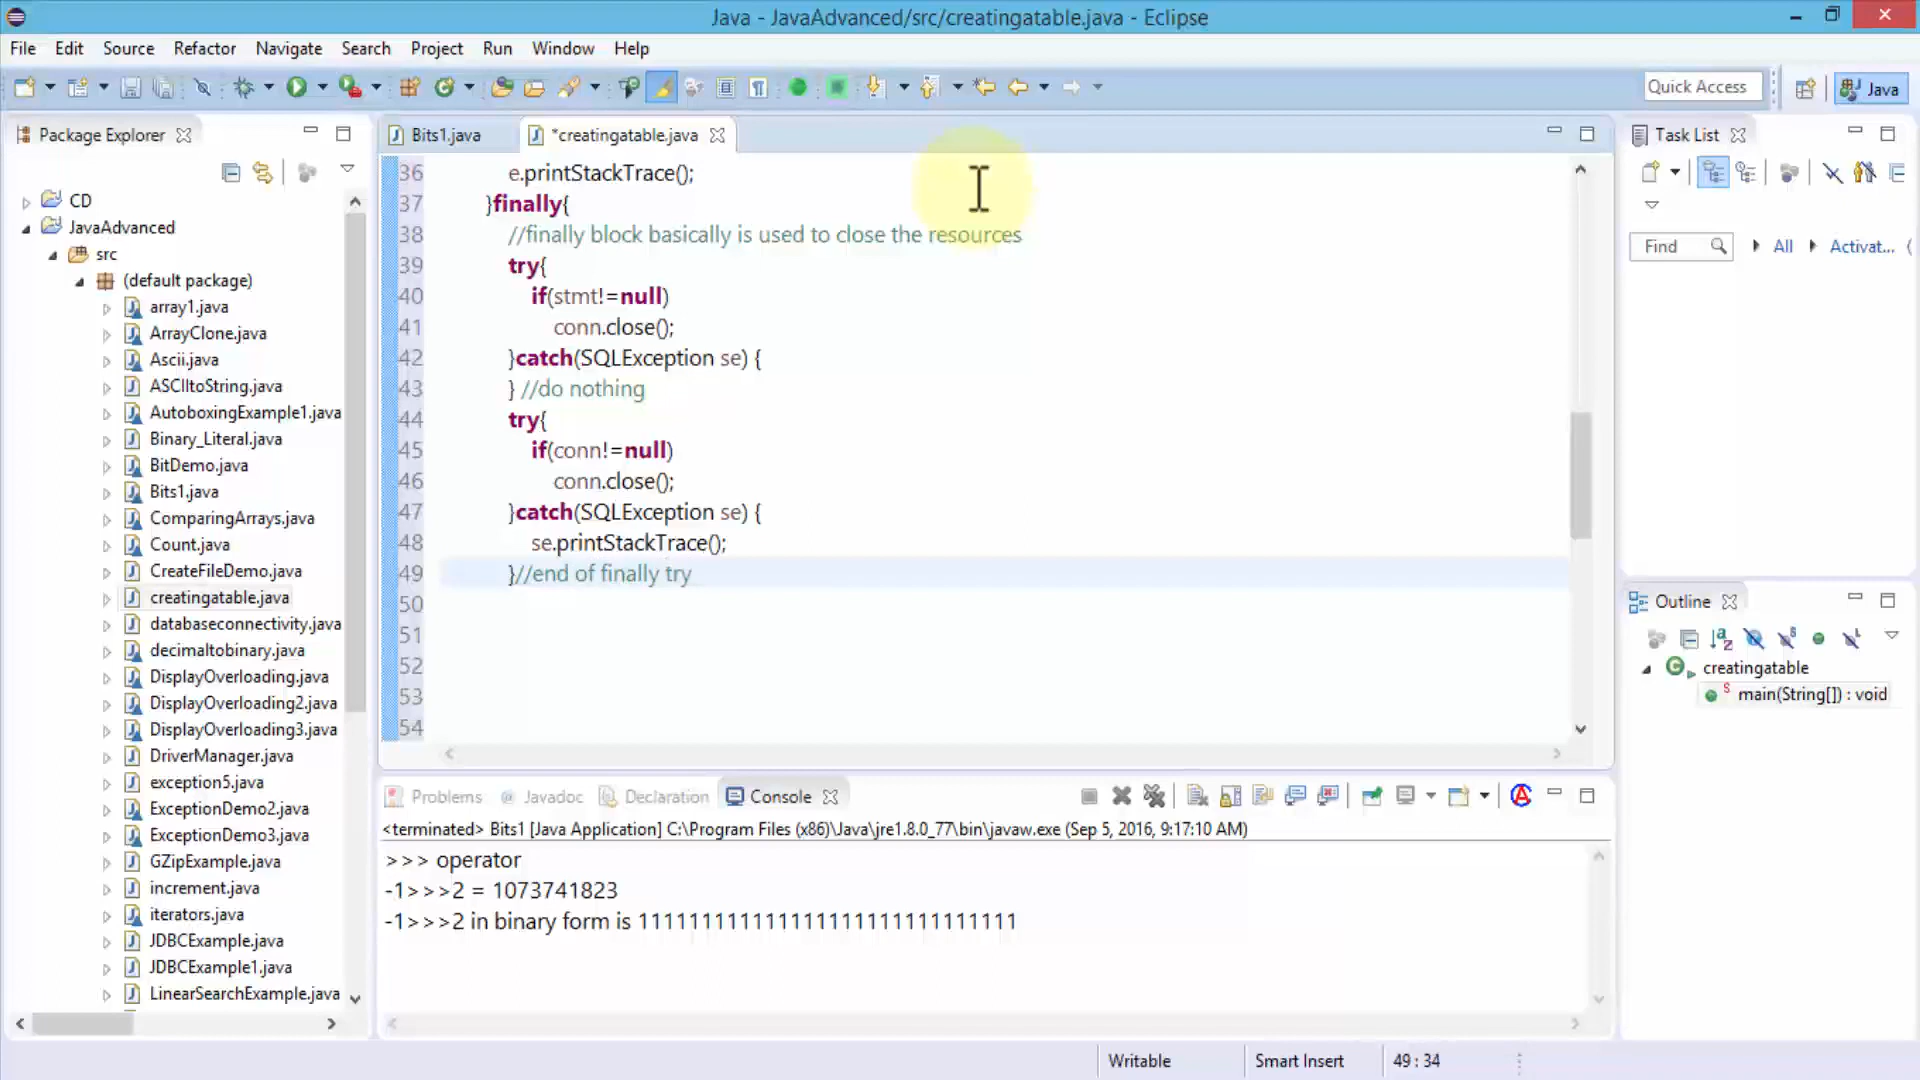 Java - JavaAdvanced/src/creatingatable.java - Eclipse
File Edit Source Refactor Navigate Search Project Run Window Help
Quick Access
Java
Package Explorer
CD
JavaAdvanced
src
(default package)
array1.java
ArrayClone.java
Ascii.java
ASCIItoString.java
AutoboxingExample1.java
Binary_Literal.java
BitDemo.java
Bits1.java
ComparingArrays.java
Count.java
CreateFileDemo.java
creatingatable.java
databaseconnectivity.java
decimaltobinary.java
DisplayOverloading.java
DisplayOverloading2.java
DisplayOverloading3.java
DriverManager.java
exception5.java
ExceptionDemo2.java
ExceptionDemo3.java
GZipExample.java
increment.java
iterators.java
JDBCExample.java
JDBCExample1.java
LinearSearchExample.java
Bits1.java *creatingatable.java
36 e.printStackTrace();
37 }finally{
38 //finally block basically is used to close the resources
39 try{
40 if(stmt!=null)
41 conn.close();
42 }catch(SQLException se) {
43 } //do nothing
44 try{
45 if(conn!=null)
46 conn.close();
47 }catch(SQLException se) {
48 se.printStackTrace();
49 }//end of finally try
50
51
52
53
54
Problems Javadoc Declaration Console
<terminated> Bits1 [Java Application] C:\Program Files (x86)\Java\jre1.8.0_77\bin\javaw.exe (Sep 5, 2016, 9:17:10 AM)
>>> operator
-1>>>2 = 1073741823
-1>>>2 in binary form is 111111111111111111111111111111
Task List
Find All Activat...
Outline
creatingatable
main(String[]) : void
Writable Smart Insert 49 : 34